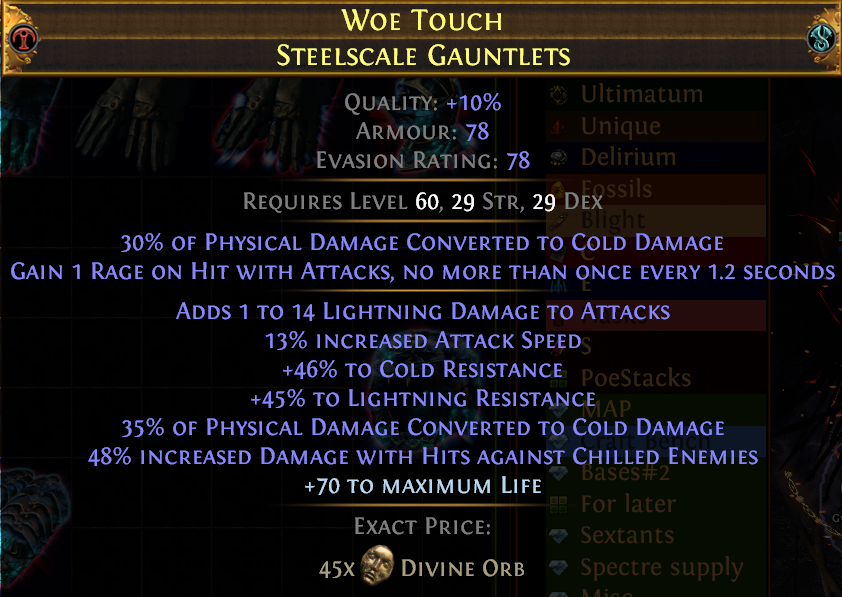 Woe Touch
Steelscale Gauntlets
Quality: +10%
Armour: 78
Evasion Rating: 78
Requires Level 60, 29 Str, 29 Dex
30% of Physical Damage Converted to Cold Damage
Gain 1 Rage on Hit with Attacks, no more than once every 1.2 seconds
Adds 1 to 14 Lightning Damage to Attacks
13% increased Attack Speed
+46% to Cold Resistance
+45% to Lightning Resistance
35% of Physical Damage Converted to Cold Damage
48% increased Damage with Hits against Chilled Enemies
+70 to maximum Life
Exact Price:
45x Divine Orb
Ultimatum
Unique
Delirium
Fossils
Blight
C
E
S
PoeStacks
MAP
Bases#2
For later
Sextants
Spectre supply
Misc